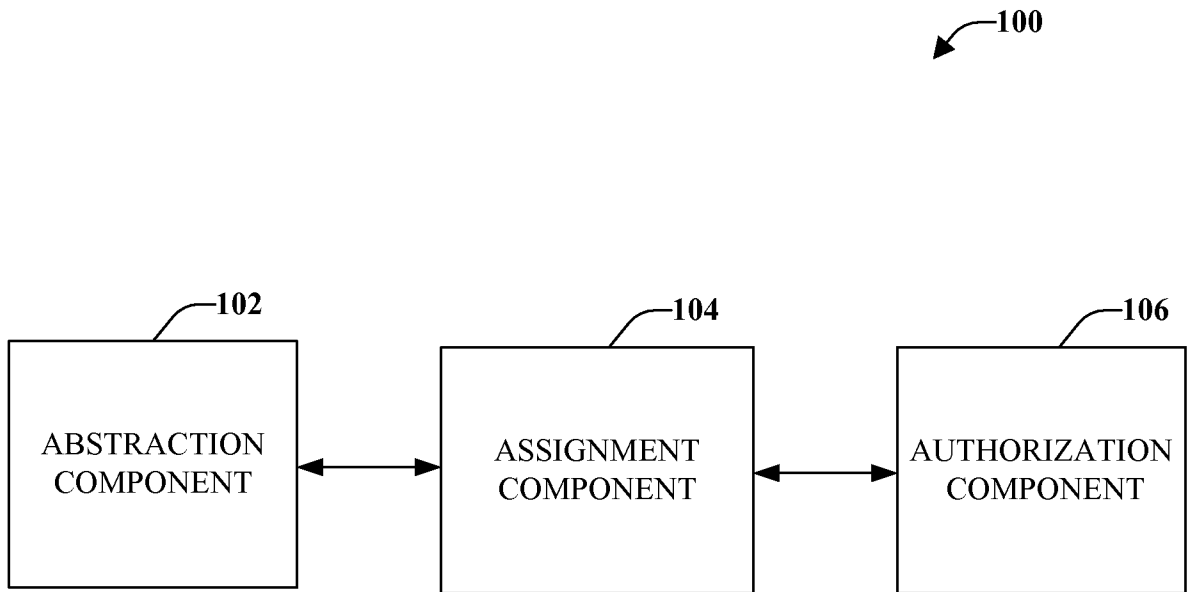 100
102
104
106
ABSTRACTION
COMPONENT
ASSIGNMENT
COMPONENT
AUTHORIZATION
COMPONENT